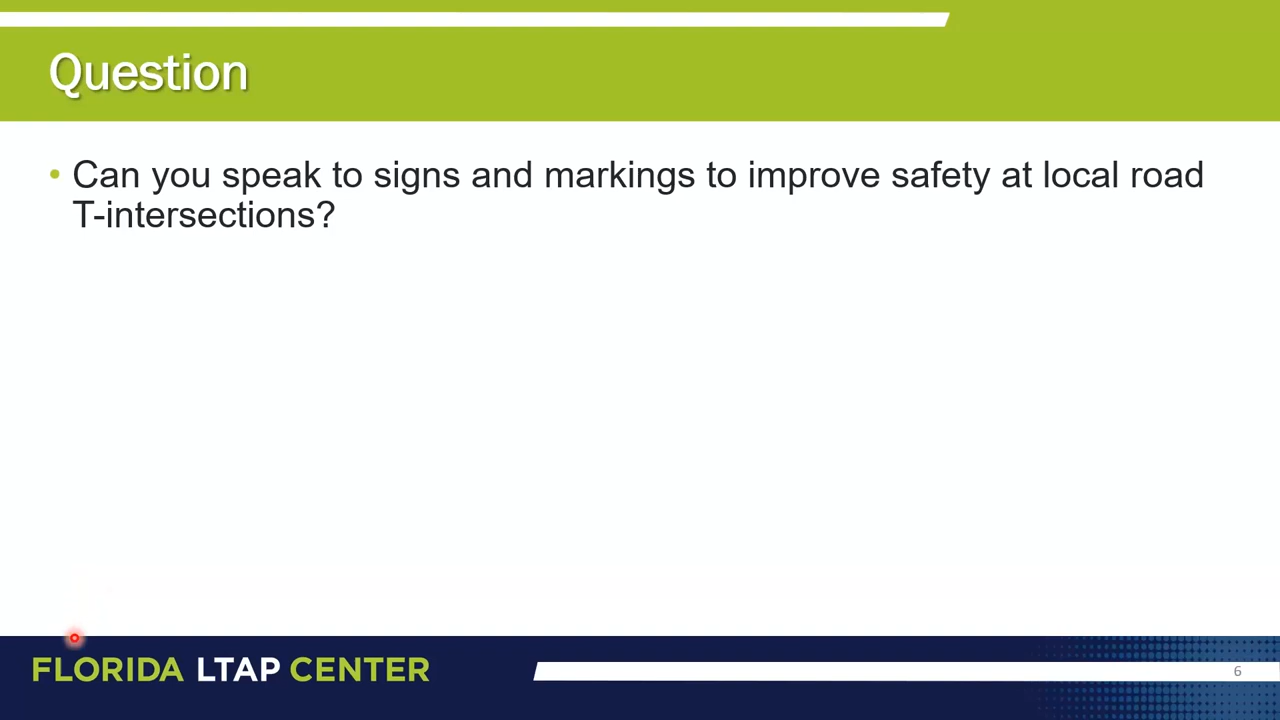 Question
• Can you speak to signs and markings to improve safety at local road
T-intersections?
FLORIDA LTAP CENTER
6